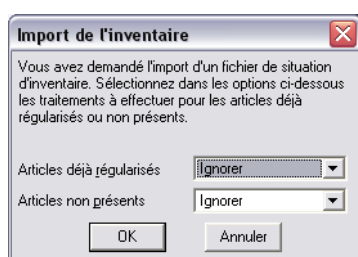 Import de l'inventaire
Vous avez demandé l'import d'un fichier de situation
d'inventaire. Sélectionnez dans les options ci-dessous
les traitements à effectuer pour les articles déjà
régularisés ou non présents.
Articles déjà régularisés Ignorer
Articles non présents Ignorer
OK Annuler